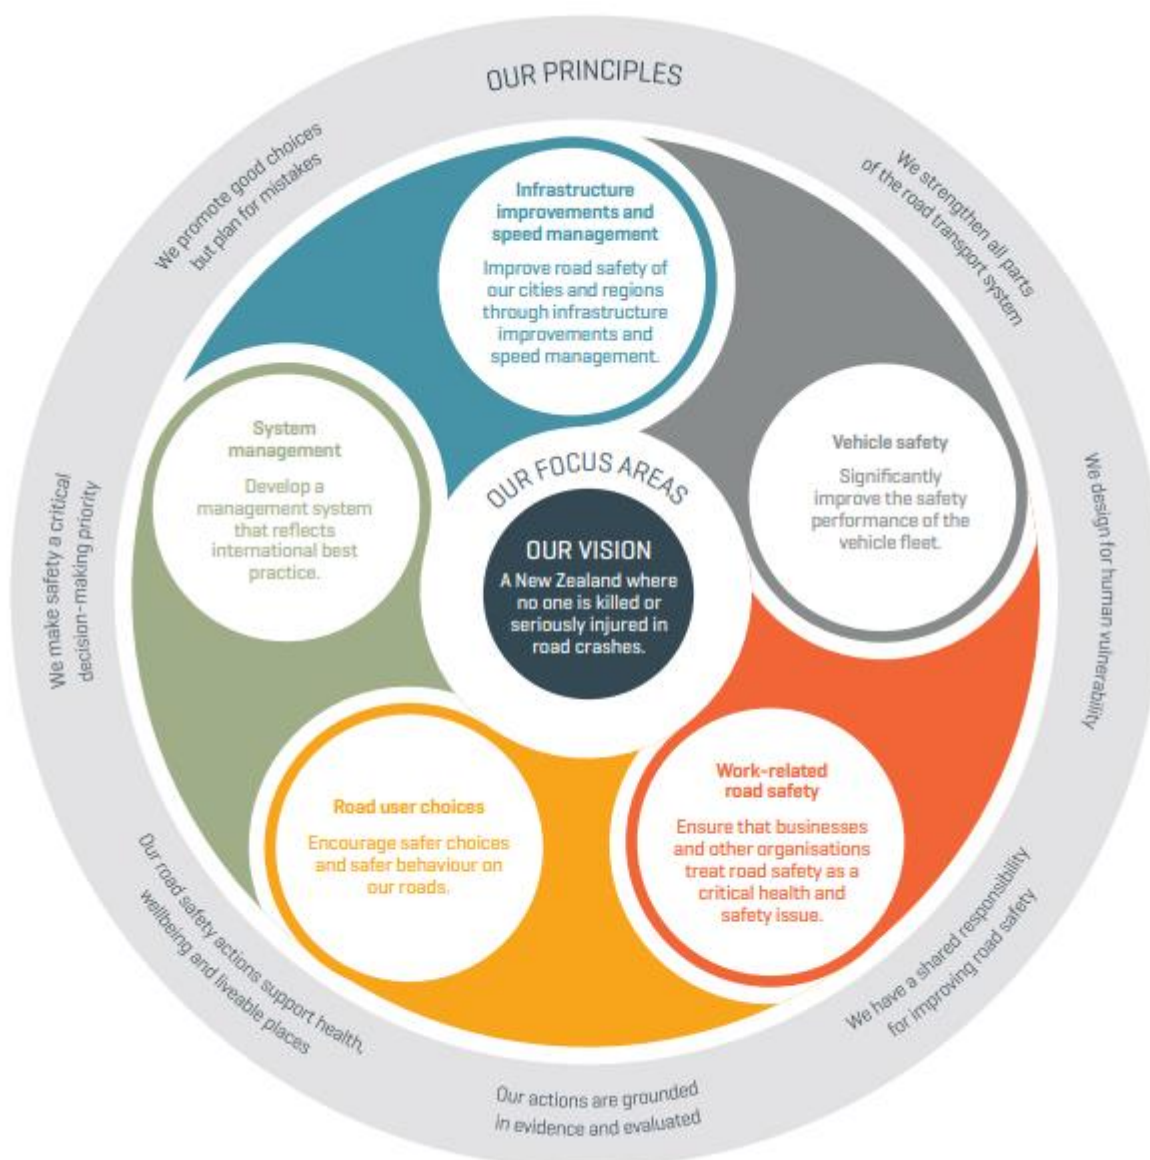 OUR PRINCIPLES
We promote good choices
but plan for mistakes
We strengthen all parts
of the road transport system
We design for human vulnerability
We have a shared responsibility
for improving road safety
Our actions are grounded
in evidence and evaluated
Our road safety actions support health,
wellbeing and liveable places
We make safety a critical
decision-making priority
Infrastructure
improvements and
speed management
Improve road safety of
our cities and regions
through infrastructure
improvements and
speed management.
Vehicle safety
Significantly
improve the safety
performance of the
vehicle fleet.
Work-related
road safety
Ensure that businesses
and other organisations
treat road safety as a
critical health and
safety issue.
Road user choices
Encourage safer choices
and safer behaviour on
our roads.
System
management
Develop a
management system
that reflects
international best
practice.
OUR FOCUS AREAS
OUR VISION
A New Zealand where
no one is killed or
seriously injured in
road crashes.